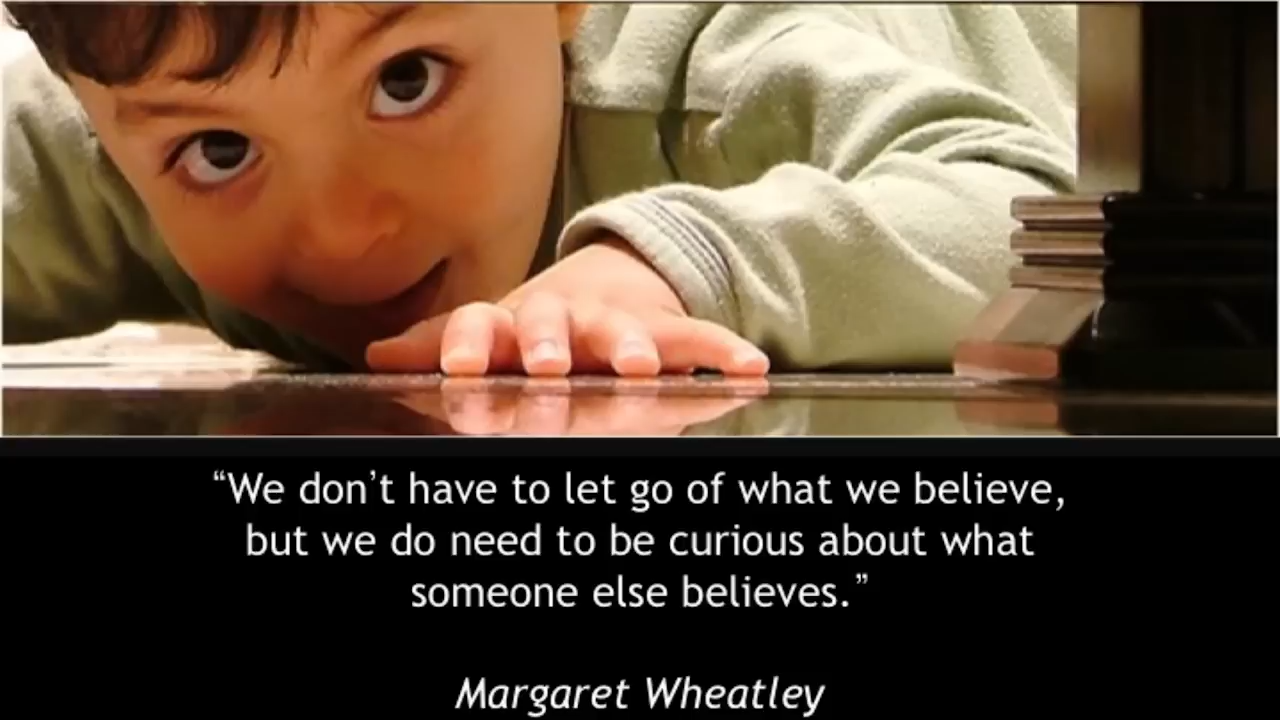 “We don’t have to let go of what we believe,
but we do need to be curious about what
someone else believes.”
Margaret Wheatley